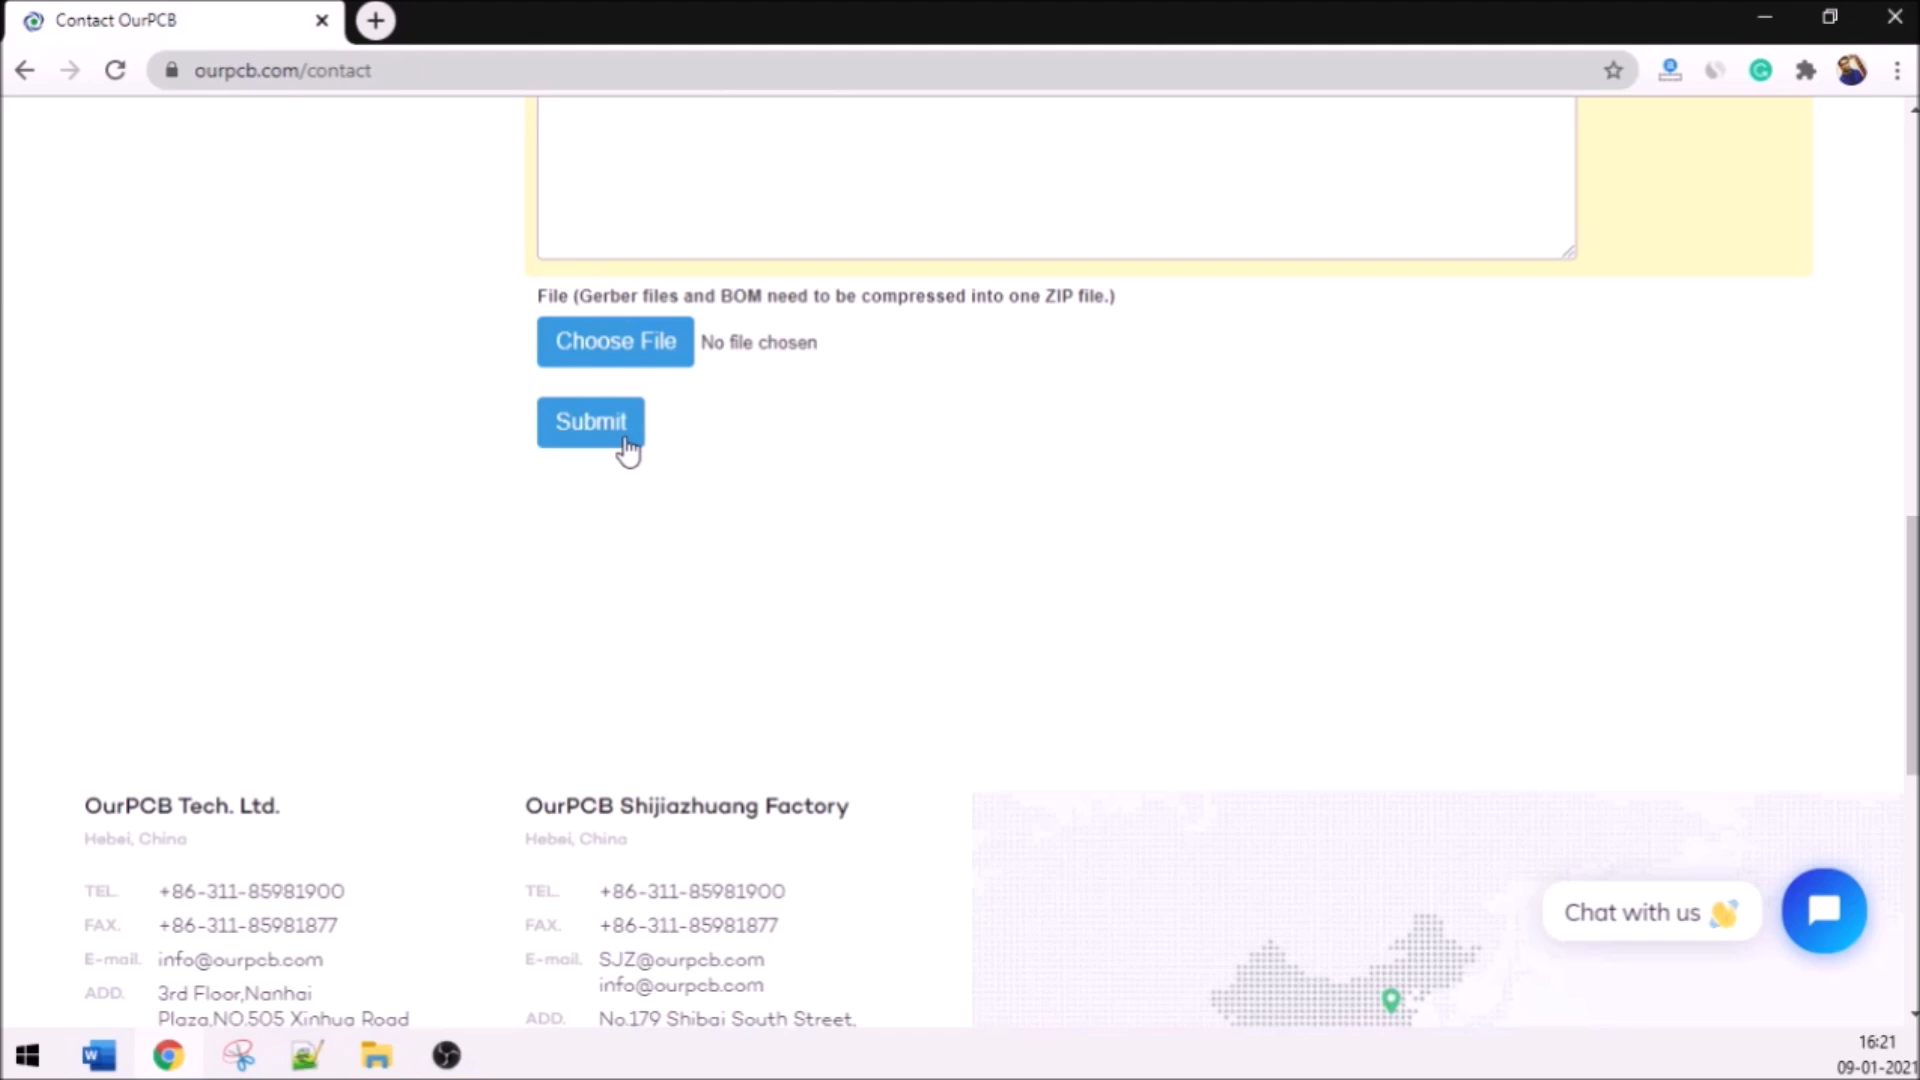 Contact OurPCB
ourpcb.com/contact
File (Gerber files and BOM need to be compressed into one ZIP file.)
Choose File No file chosen
Submit
OurPCB Tech. Ltd.
Hebei, China
TEL. +86-311-85981900
FAX. +86-311-85981877
E-mail. info@ourpcb.com
ADD. 3rd Floor,Nanhai
Plaza,NO.505 Xinhua Road
OurPCB Shijiazhuang Factory
Hebei, China
TEL. +86-311-85981900
FAX. +86-311-85981877
E-mail. SJZ@ourpcb.com
info@ourpcb.com
ADD. No.179 Shibai South Street,
Chat with us 👋
16:21
09-01-2021